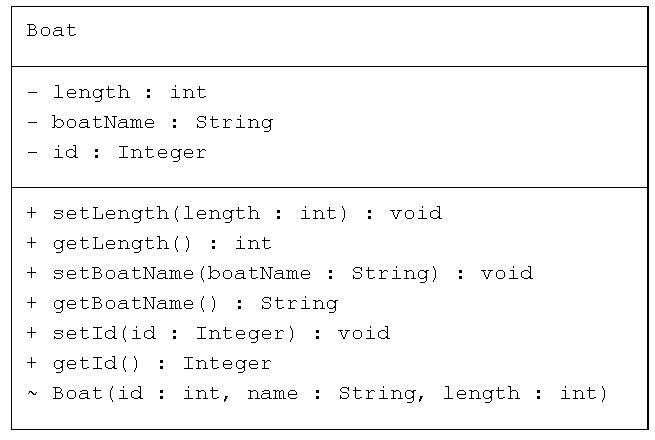 Boat
- length : int
- boatName : String
- id : Integer
+ setLength(length : int) : void
+ getLength() : int
+ setBoatName(boatName : String) : void
+ getBoatName() : String
+ setId(id : Integer) : void
+ getId() : Integer
~ Boat(id : int, name : String, length : int)